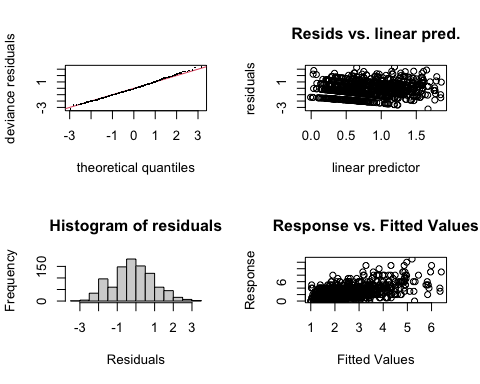 deviance residuals
1
-3
-3
-1
0
1
2
3
theoretical quantiles
Resids vs. linear pred.
residuals
1
-3
0.0
0.5
1.0
1.5
linear predictor
Histogram of residuals
Frequency
150
0
-3
-1
1
2
3
Residuals
Response vs. Fitted Values
Response
6
0
1
2
3
4
5
6
Fitted Values